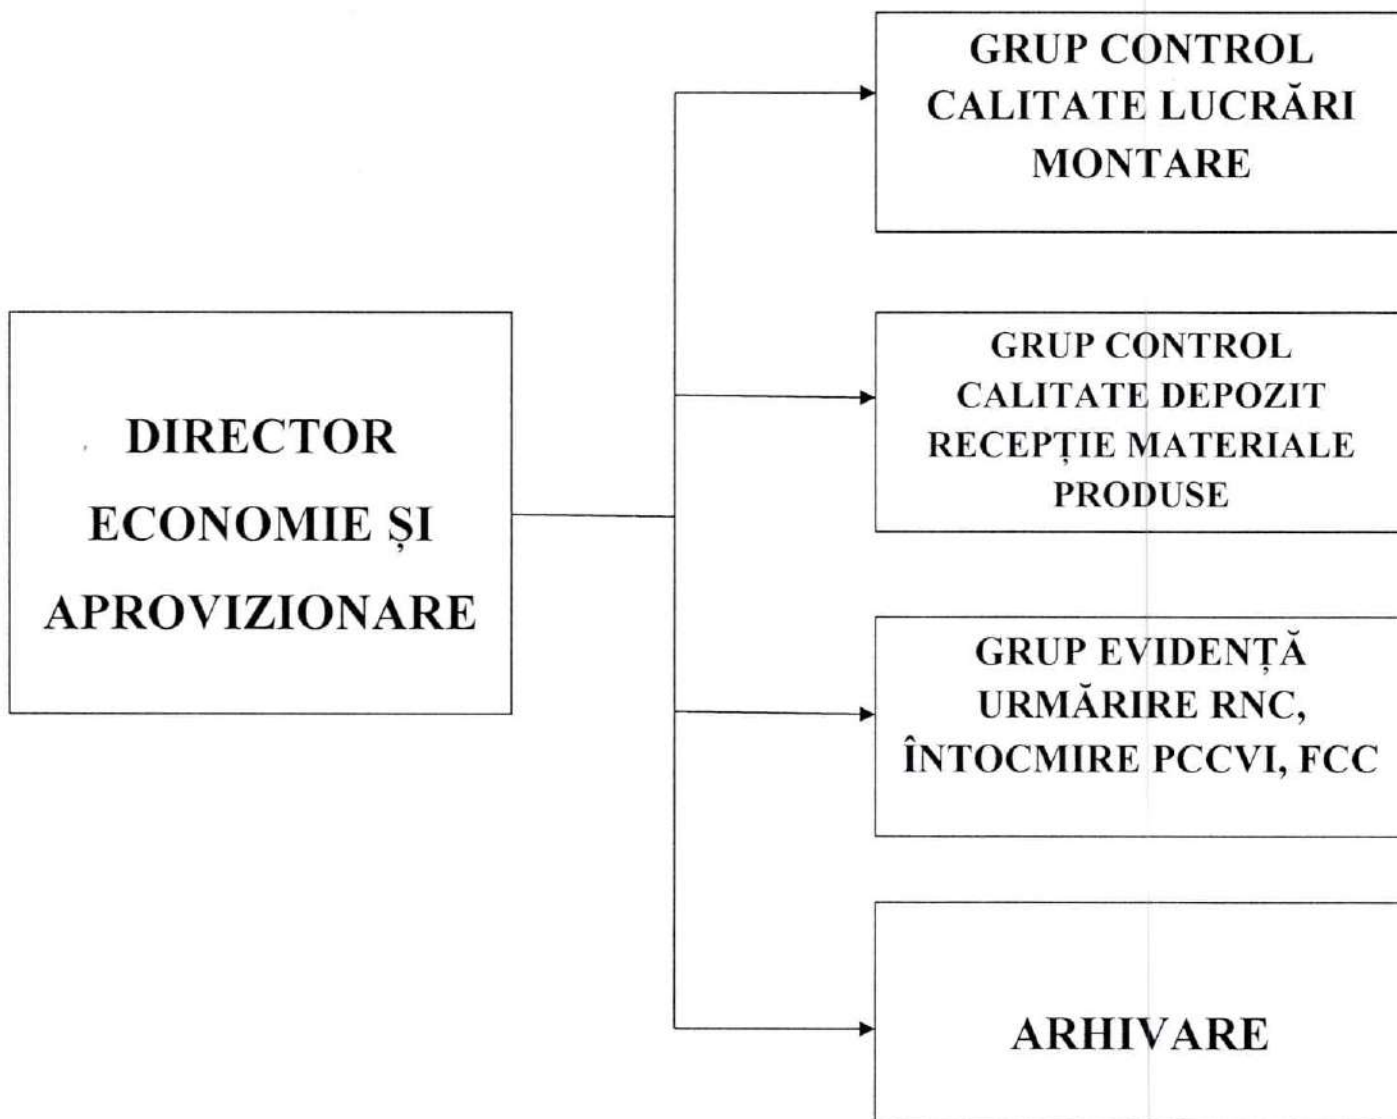 GRUP CONTROL
CALITATE LUCRĂRI
MONTARE
DIRECTOR
ECONOMIE ȘI
APROVIZIONARE
GRUP CONTROL
CALITATE DEPOZIT
RECEPȚIE MATERIALE
PRODUSE
GRUP EVIDENȚĂ
URMĂRIRE RNC,
ÎNTOCMIRE PCCVI, FCC
ARHIVARE